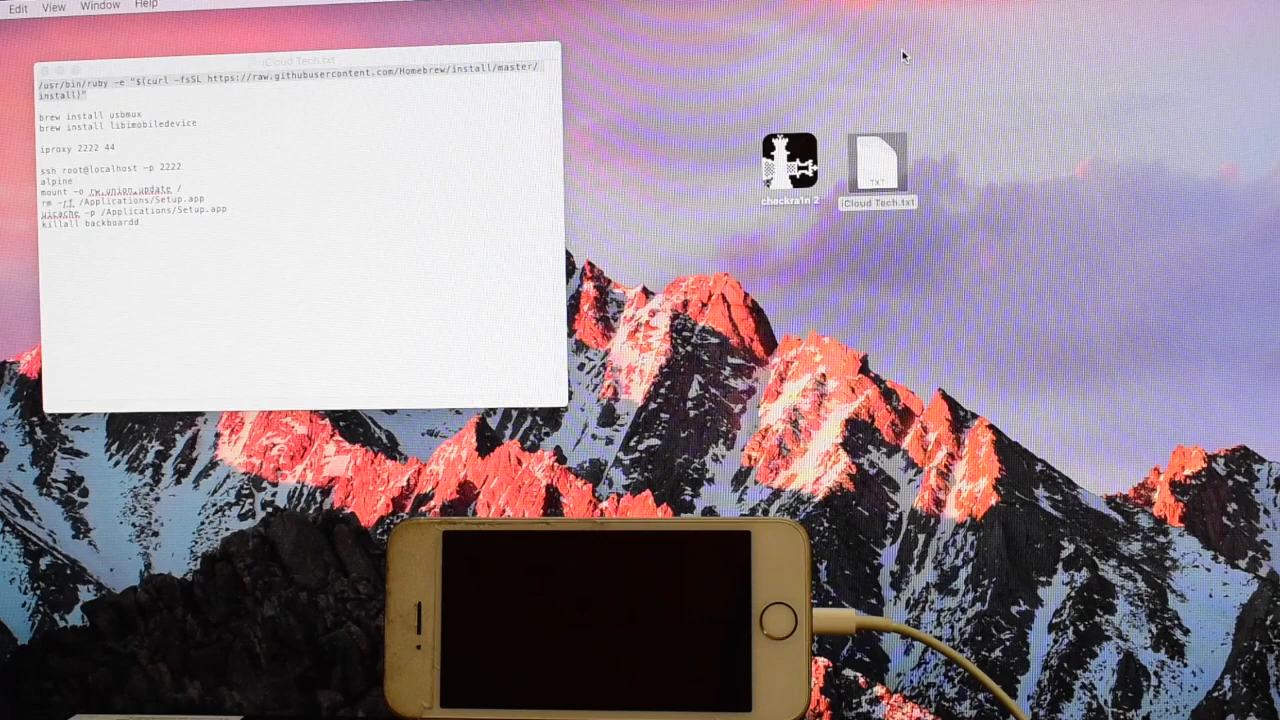 Edit View Window Help
iCloud Tech.txt
/usr/bin/ruby -e "$(curl -fsSL https://raw.githubusercontent.com/Homebrew/install/master/
install)"
brew install usbmux
brew install libimobiledevice
iproxy 2222 44
ssh root@localhost -p 2222
alpine
mount -o rw,union,update /
rm -rf /Applications/Setup.app
uicache -p /Applications/Setup.app
killall backboardd
checkra1n 2
TXT
iCloud Tech.txt